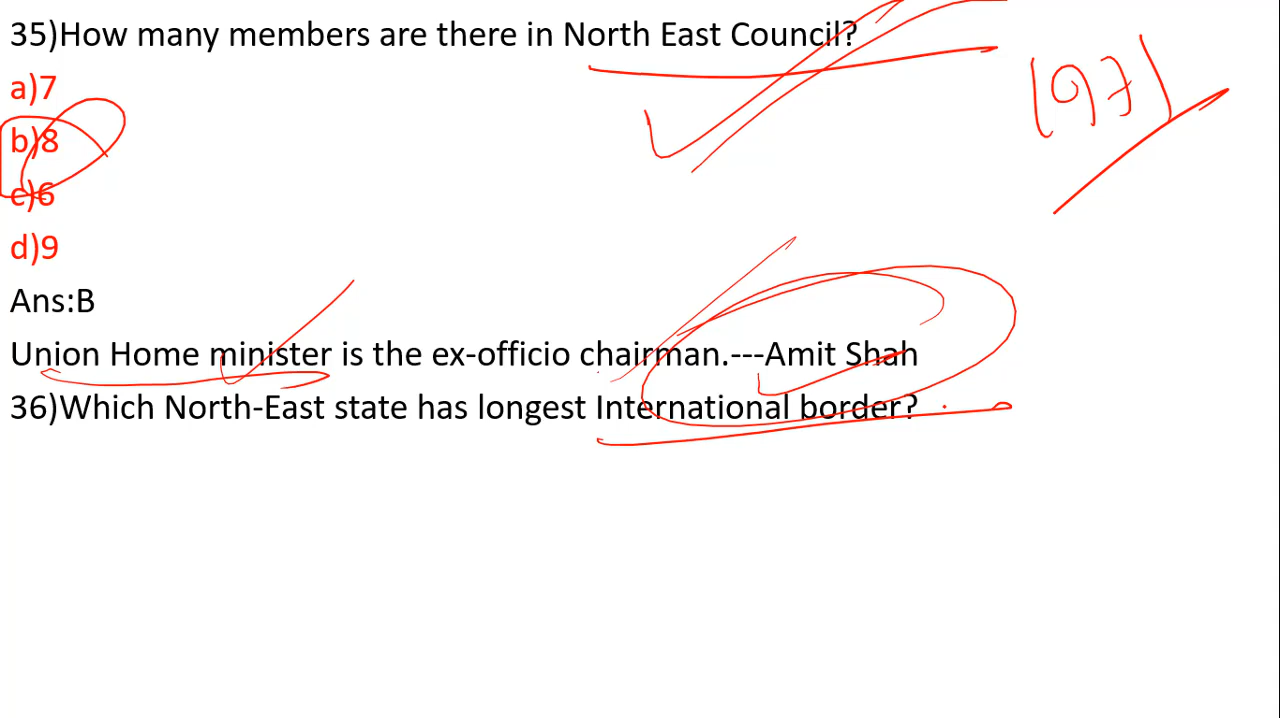 35)How many members are there in North East Council?
1971
a)7
b)8
c)6
d)9
Ans:B
Union Home minister is the ex-officio chairman.---Amit Shah
36)Which North-East state has longest International border?